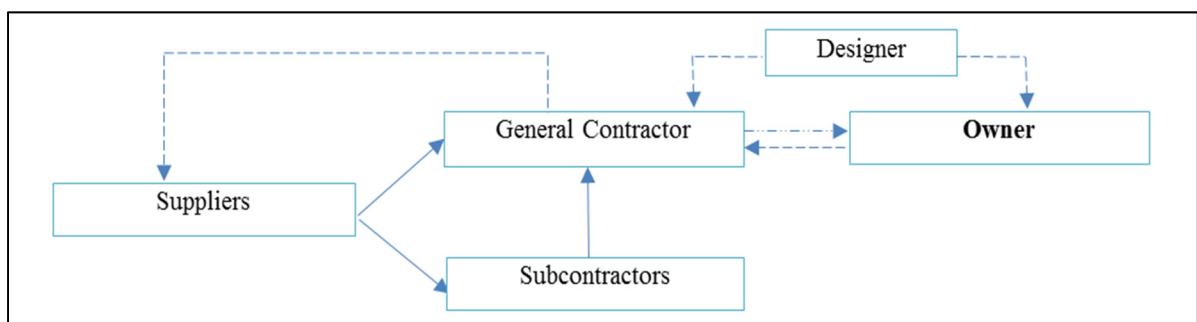 Designer
General Contractor
Owner
Suppliers
Subcontractors